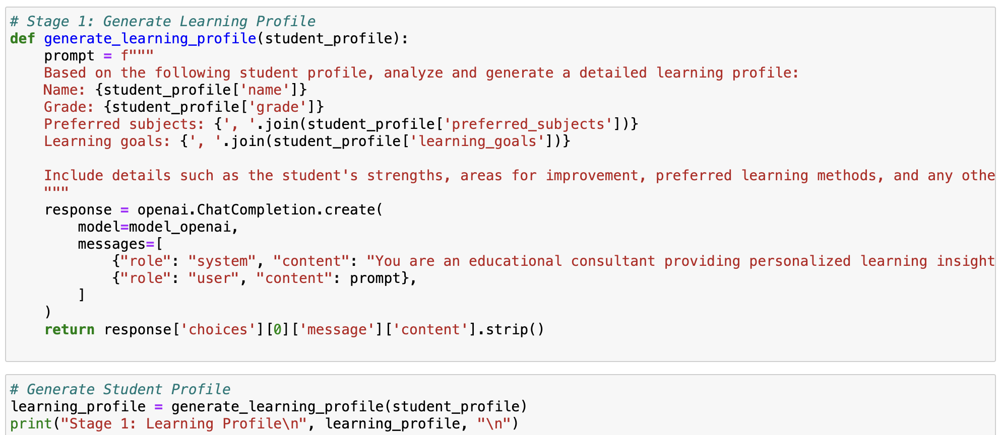 # Stage 1: Generate Learning Profile
def generate_learning_profile(student_profile):
    prompt = f"""
    Based on the following student profile, analyze and generate a detailed learning profile:
    Name: {student_profile['name']}
    Grade: {student_profile['grade']}
    Preferred subjects: {', '.join(student_profile['preferred_subjects'])}
    Learning goals: {', '.join(student_profile['learning_goals'])}

    Include details such as the student's strengths, areas for improvement, preferred learning methods, and any othe
    """
    response = openai.ChatCompletion.create(
        model=model_openai,
        messages=[
            {"role": "system", "content": "You are an educational consultant providing personalized learning insight
            {"role": "user", "content": prompt},
        ]
    )
    return response['choices'][0]['message']['content'].strip()

# Generate Student Profile
learning_profile = generate_learning_profile(student_profile)
print("Stage 1: Learning Profile\n", learning_profile, "\n")